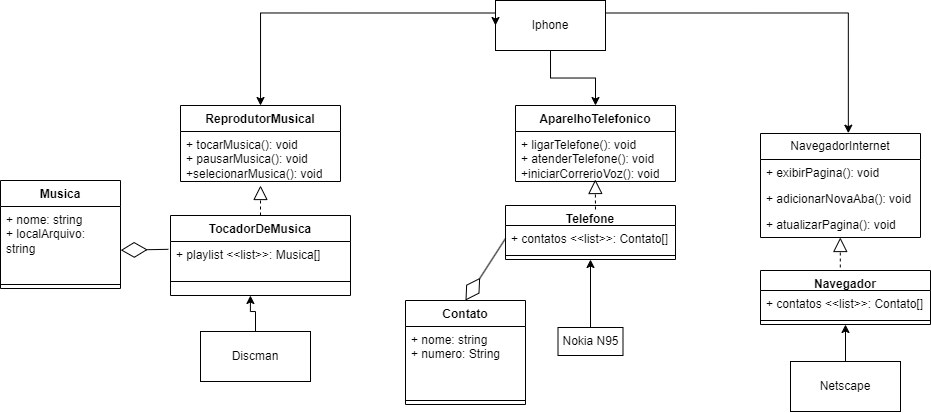 Iphone
ReprodutorMusical
+ tocarMusica(): void
+ pausarMusica(): void
+selecionarMusica(): void
AparelhoTelefonico
+ ligarTelefone(): void
+ atenderTelefone(): void
+iniciarCorrerioVoz(): void
NavegadorInternet
+ exibirPagina(): void
+ adicionarNovaAba(): void
+ atualizarPagina(): void
Musica
+ nome: string
+ localArquivo:
string
TocadorDeMusica
+ playlist <<list>>: Musica[]
Telefone
+ contatos <<list>>: Contato[]
Navegador
+ contatos <<list>>: Contato[]
Contato
+ nome: string
+ numero: String
Discman
Nokia N95
Netscape